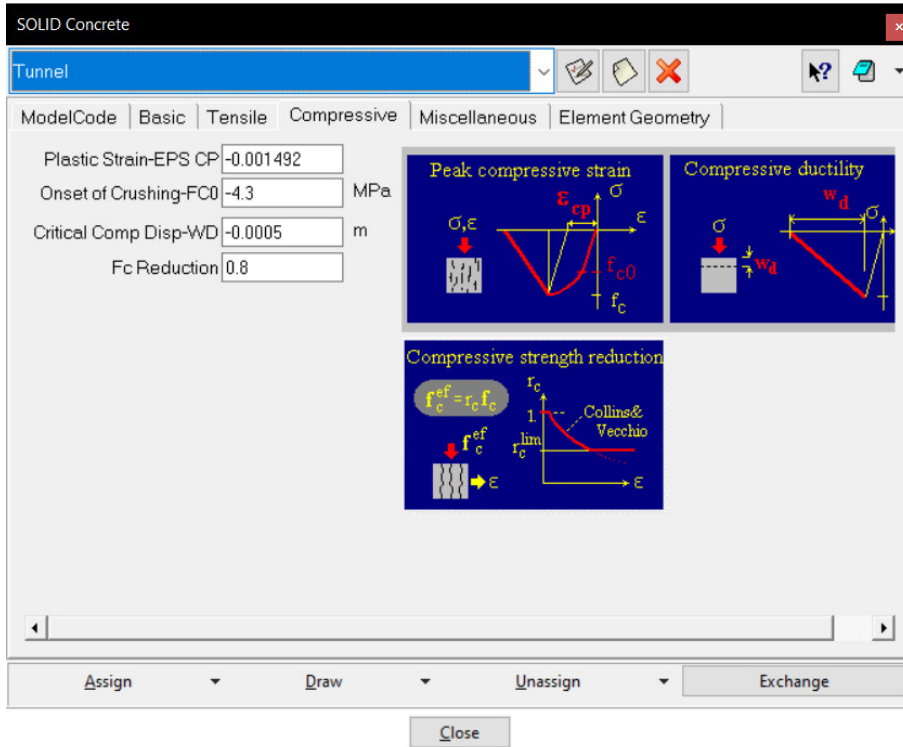 SOLID Concrete
Tunnel
ModelCode Basic Tensile Compressive Miscellaneous Element Geometry
Plastic Strain-EPS CP -0.001492
Onset of Crushing-FC0 -4.3 MPa
Critical Comp Disp-WD -0.0005 m
Fc Reduction 0.8
Peak compressive strain
ε cp σ
ε
σ,ε
f c0
f c
Compressive ductility
w d
σ
σ
w d
Compressive strength reduction
f c ef = r c f c
r c
1.
Collins&
Vecchio
f c ef
r c lim
ε
ε
Assign Draw Unassign Exchange
Close